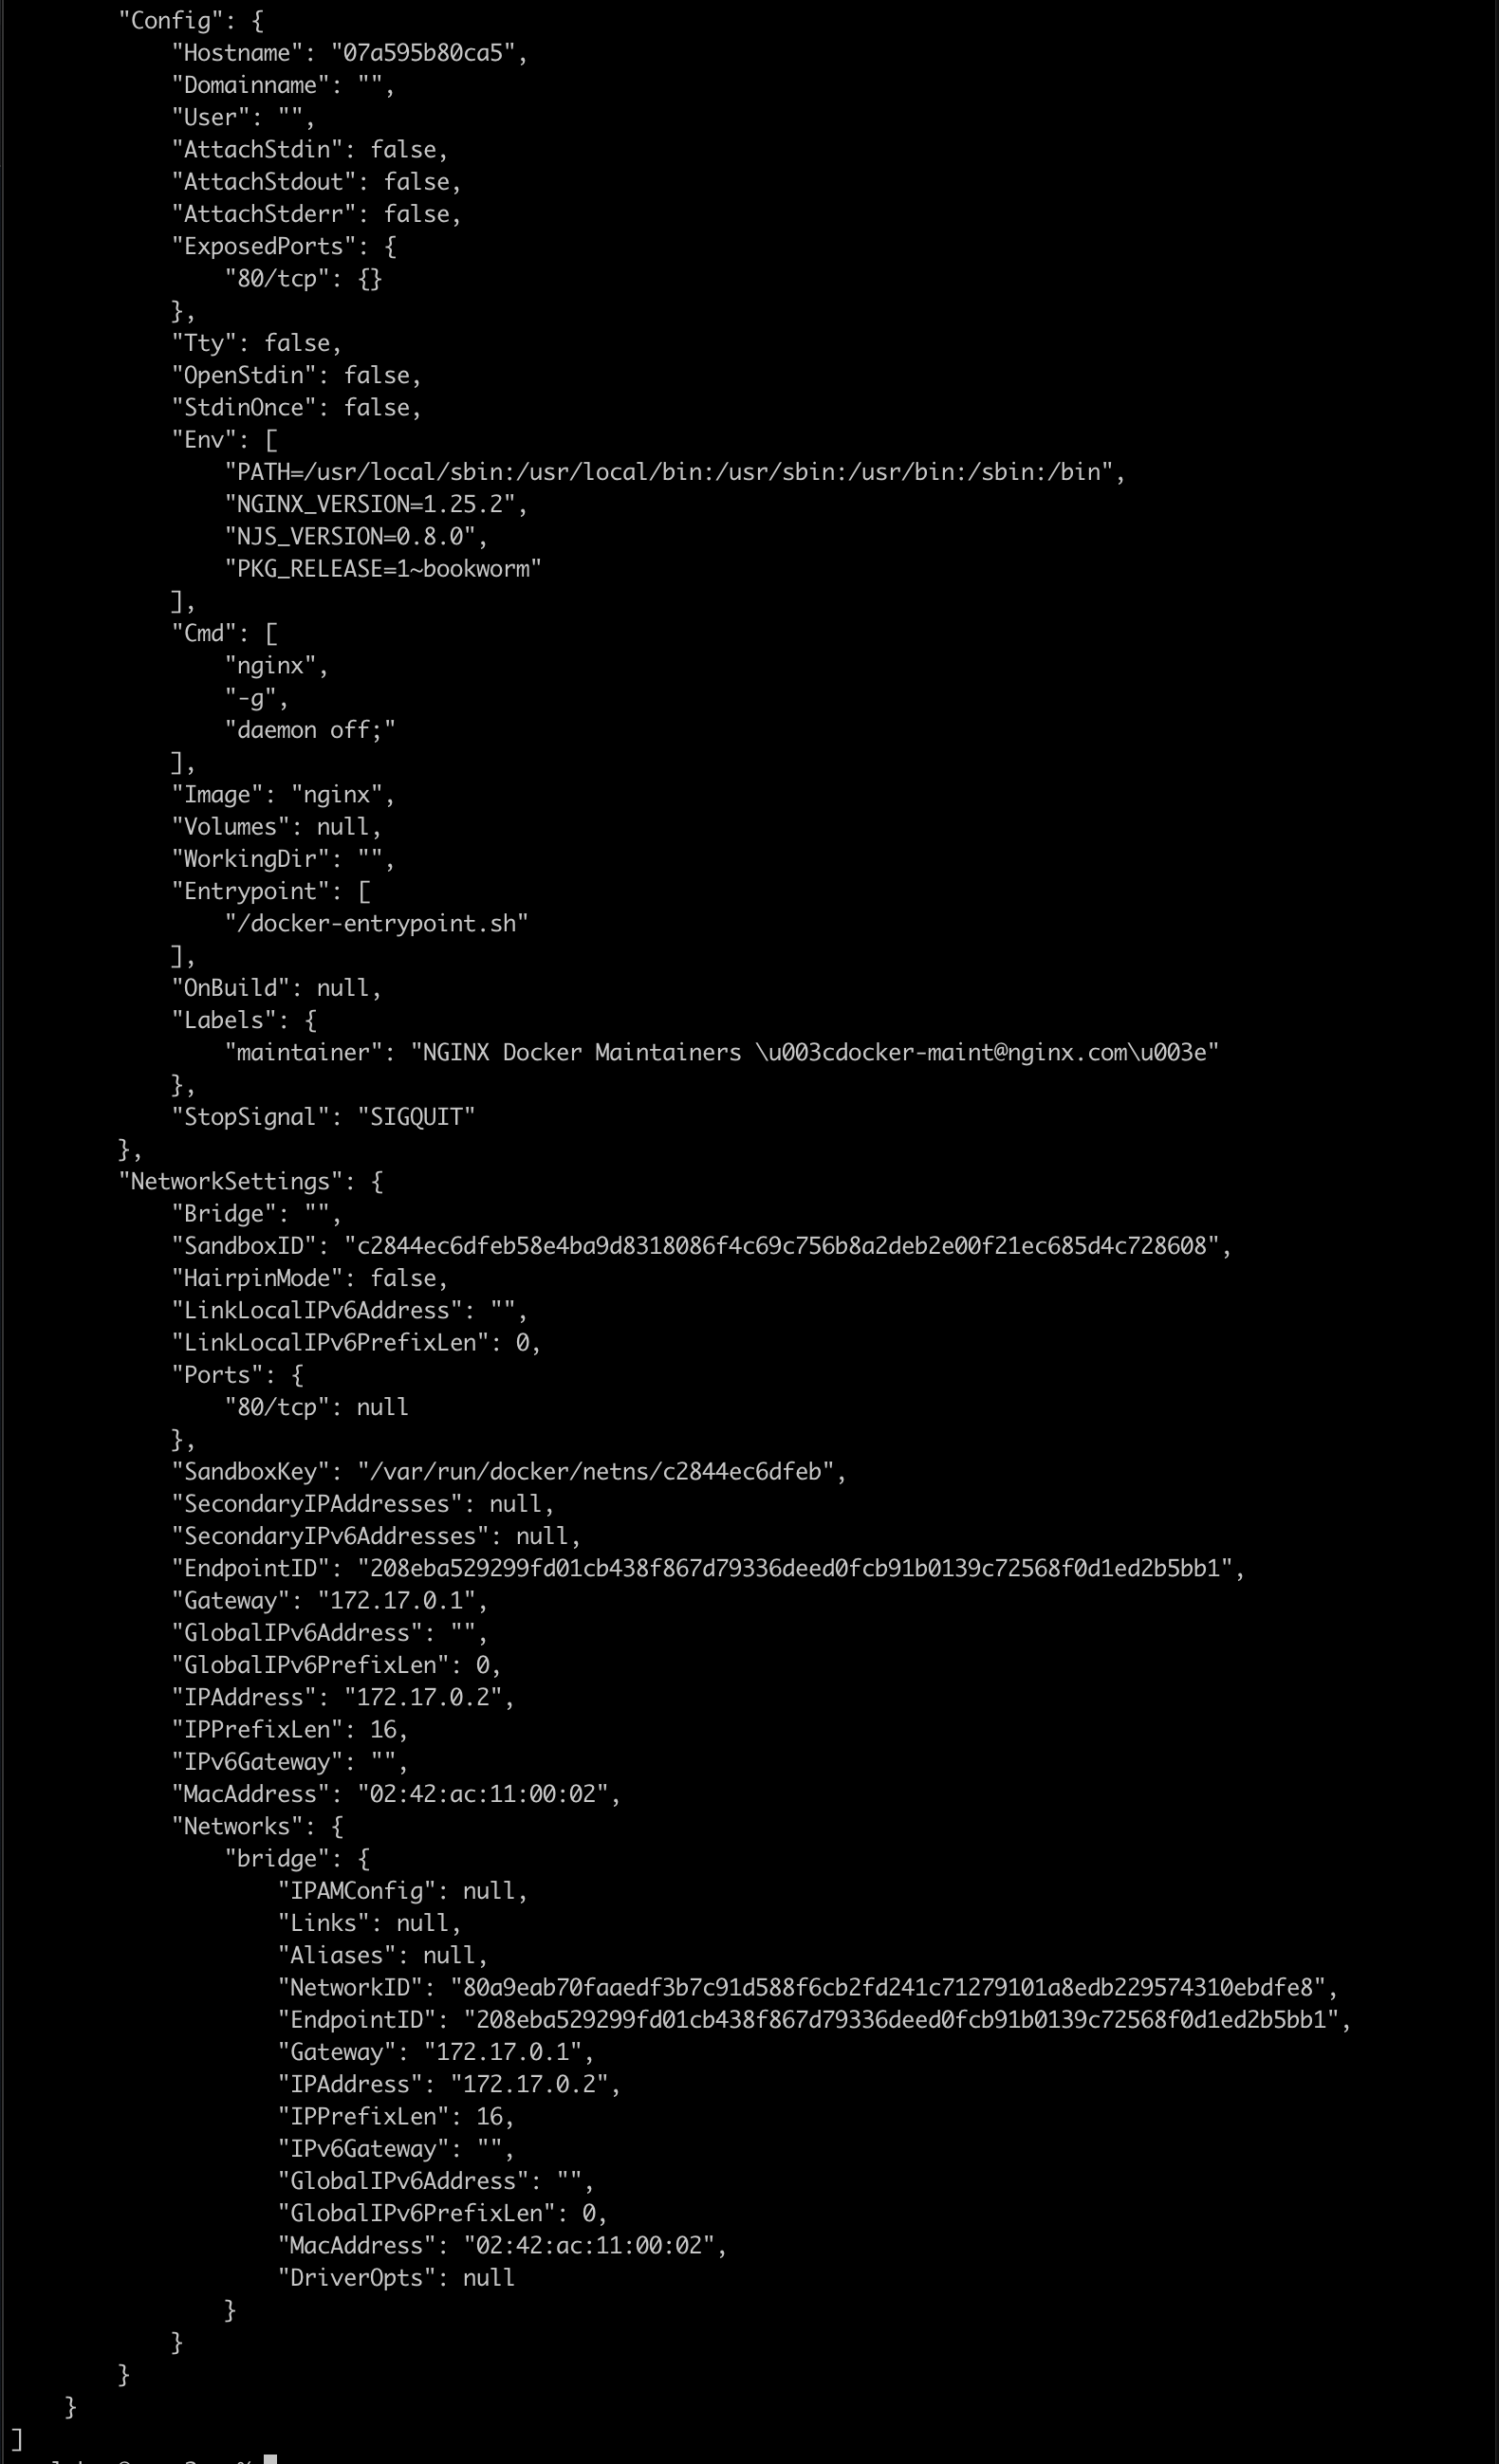 "Config": {
"Hostname": "07a595b80ca5",
"Domainname": "",
"User": "",
"AttachStdin": false,
"AttachStdout": false,
"AttachStderr": false,
"ExposedPorts": {
"80/tcp": {}
},
"Tty": false,
"OpenStdin": false,
"StdinOnce": false,
"Env": [
"PATH=/usr/local/sbin:/usr/local/bin:/usr/sbin:/usr/bin:/sbin:/bin",
"NGINX_VERSION=1.25.2",
"NJS_VERSION=0.8.0",
"PKG_RELEASE=1~bookworm"
],
"Cmd": [
"nginx",
"-g",
"daemon off;"
],
"Image": "nginx",
"Volumes": null,
"WorkingDir": "",
"Entrypoint": [
"/docker-entrypoint.sh"
],
"OnBuild": null,
"Labels": {
"maintainer": "NGINX Docker Maintainers \u003cdocker-maint@nginx.com\u003e"
},
"StopSignal": "SIGQUIT"
},
"NetworkSettings": {
"Bridge": "",
"SandboxID": "c2844ec6dfeb58e4ba9d8318086f4c69c756b8a2deb2e00f21ec685d4c728608",
"HairpinMode": false,
"LinkLocalIPv6Address": "",
"LinkLocalIPv6PrefixLen": 0,
"Ports": {
"80/tcp": null
},
"SandboxKey": "/var/run/docker/netns/c2844ec6dfeb",
"SecondaryIPAddresses": null,
"SecondaryIPv6Addresses": null,
"EndpointID": "208eba529299fd01cb438f867d79336deed0fcb91b0139c72568f0d1ed2b5bb1",
"Gateway": "172.17.0.1",
"GlobalIPv6Address": "",
"GlobalIPv6PrefixLen": 0,
"IPAddress": "172.17.0.2",
"IPPrefixLen": 16,
"IPv6Gateway": "",
"MacAddress": "02:42:ac:11:00:02",
"Networks": {
"bridge": {
"IPAMConfig": null,
"Links": null,
"Aliases": null,
"NetworkID": "80a9eab70faaedf3b7c91d588f6cb2fd241c71279101a8edb229574310ebdfe8",
"EndpointID": "208eba529299fd01cb438f867d79336deed0fcb91b0139c72568f0d1ed2b5bb1",
"Gateway": "172.17.0.1",
"IPAddress": "172.17.0.2",
"IPPrefixLen": 16,
"IPv6Gateway": "",
"GlobalIPv6Address": "",
"GlobalIPv6PrefixLen": 0,
"MacAddress": "02:42:ac:11:00:02",
"DriverOpts": null
}
}
}
}
]